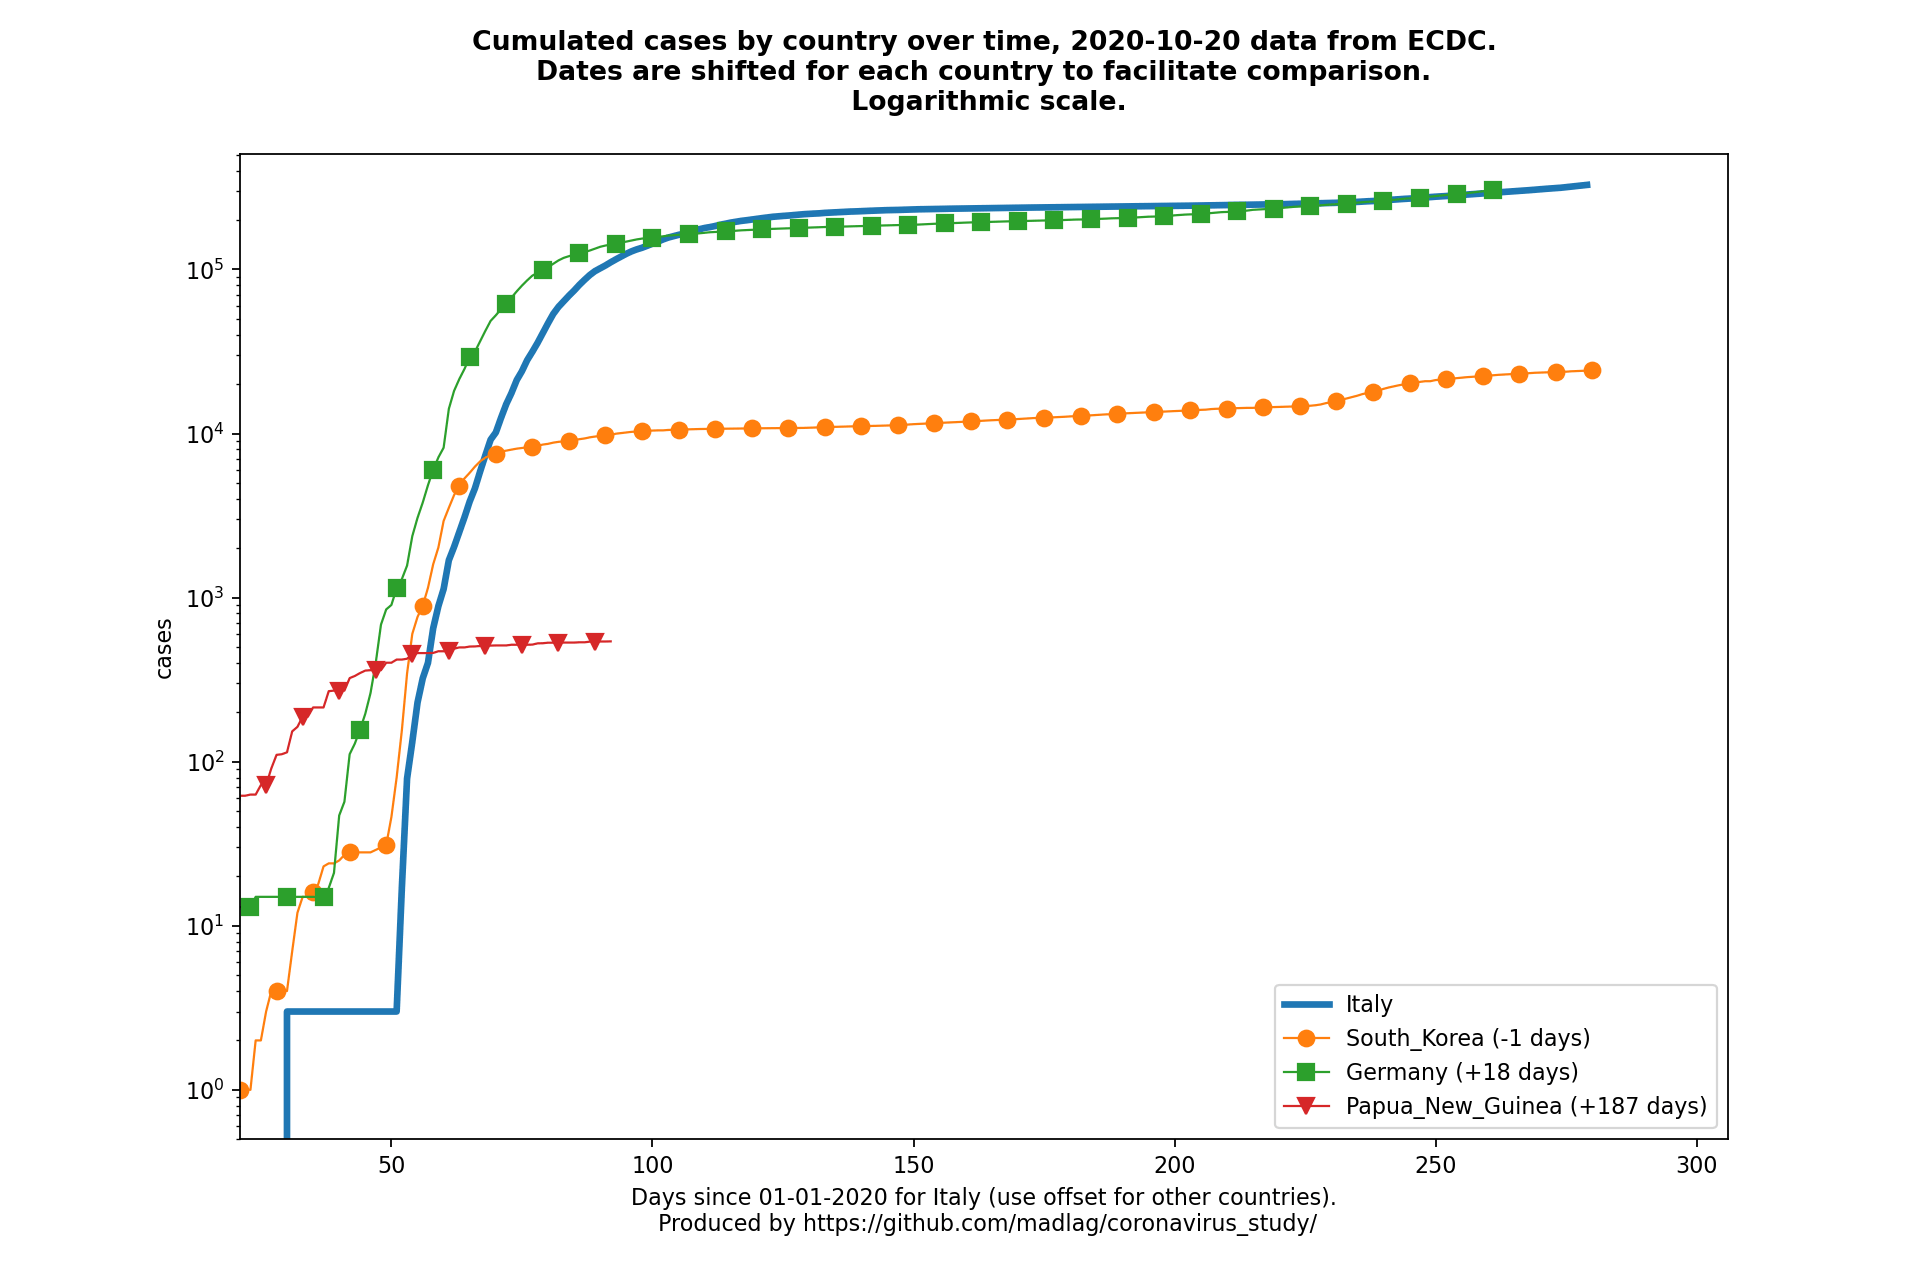 Cumulated cases by country over time, 2020-10-20 data from ECDC.
Dates are shifted for each country to facilitate comparison.
Logarithmic scale.
10⁵
10⁴
10³
10²
10¹
10⁰
cases
Italy
South_Korea (-1 days)
Germany (+18 days)
Papua_New_Guinea (+187 days)
50 100 150 200 250 300
Days since 01-01-2020 for Italy (use offset for other countries).
Produced by https://github.com/madlag/coronavirus_study/